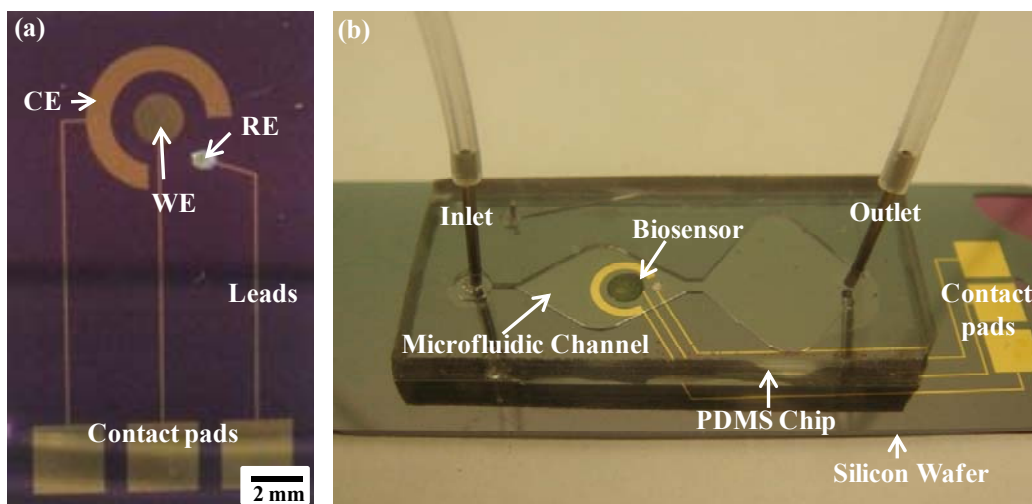 (a)
CE
RE
WE
Leads
Contact pads
2 mm
(b)
Inlet
Outlet
Biosensor
Contact
pads
Microfluidic Channel
PDMS Chip
Silicon Wafer